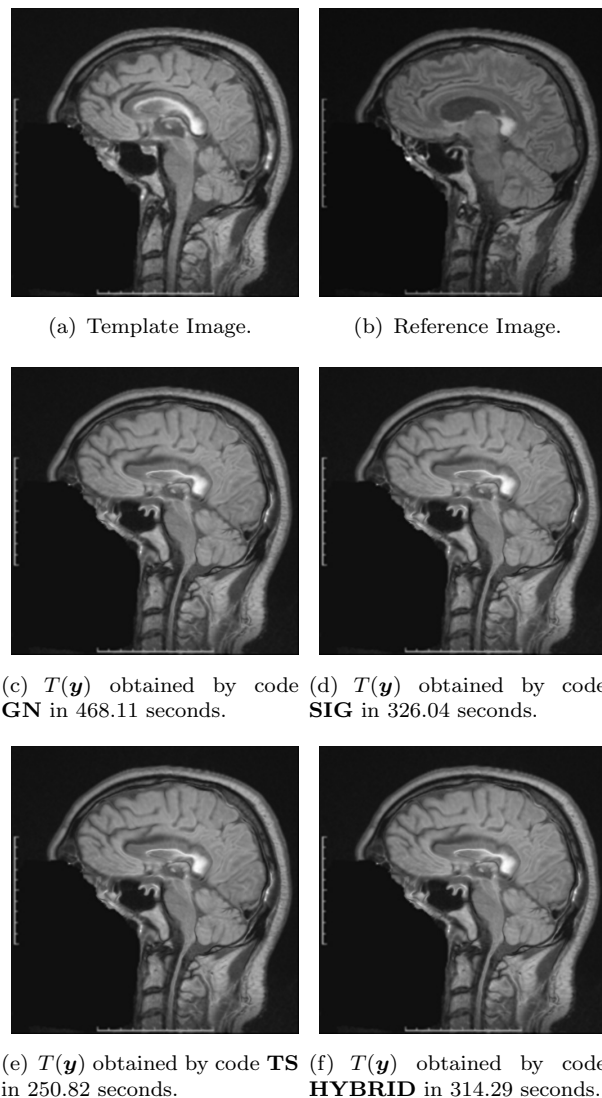 (a) Template Image.
(b) Reference Image.
(c) T(y) obtained by code
GN in 468.11 seconds.
(d) T(y) obtained by code
SIG in 326.04 seconds.
(e) T(y) obtained by code TS
in 250.82 seconds.
(f) T(y) obtained by code
HYBRID in 314.29 seconds.